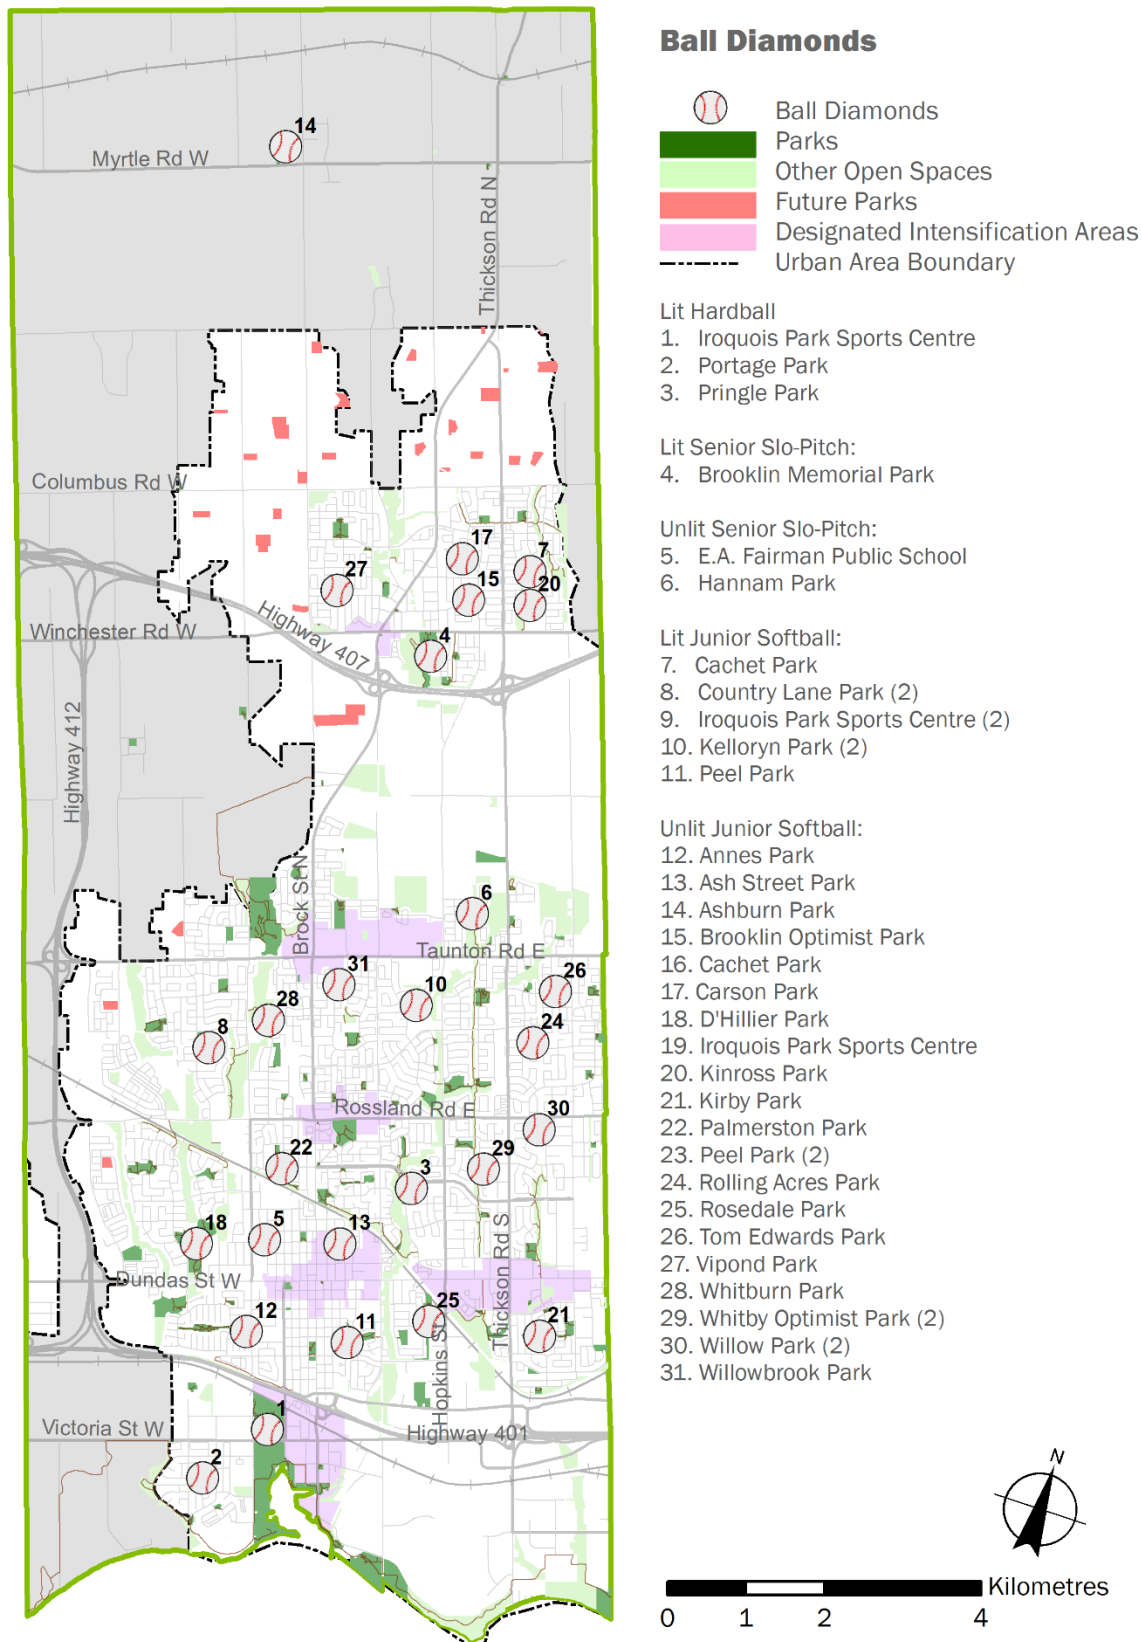 Ball Diamonds
Ball Diamonds
Parks
Other Open Spaces
Future Parks
Designated Intensification Areas
Urban Area Boundary
Lit Hardball
1. Iroquois Park Sports Centre
2. Portage Park
3. Pringle Park
Lit Senior Slo-Pitch:
4. Brooklin Memorial Park
Unlit Senior Slo-Pitch:
5. E.A. Fairman Public School
6. Hannam Park
Lit Junior Softball:
7. Cachet Park
8. Country Lane Park (2)
9. Iroquois Park Sports Centre (2)
10. Kelloryn Park (2)
11. Peel Park
Unlit Junior Softball:
12. Annes Park
13. Ash Street Park
14. Ashburn Park
15. Brooklin Optimist Park
16. Cachet Park
17. Carson Park
18. D'Hillier Park
19. Iroquois Park Sports Centre
20. Kinross Park
21. Kirby Park
22. Palmerston Park
23. Peel Park (2)
24. Rolling Acres Park
25. Rosedale Park
26. Tom Edwards Park
27. Vipond Park
28. Whitburn Park
29. Whitby Optimist Park (2)
30. Willow Park (2)
31. Willowbrook Park
14
Myrtle Rd W
Thickson Rd N
Columbus Rd W
17
7
27
15
20
Highway 407
Winchester Rd W
4
Highway 412
Brock St N
6
Taunton Rd E
31
26
10
28
24
8
Rossland Rd E
30
22
29
3
5
13
18
Thickson Rd S
Dundas St W
12
25
21
11
Hopkins St
1
Victoria St W
Highway 401
2
N
Kilometres
0 1 2 4